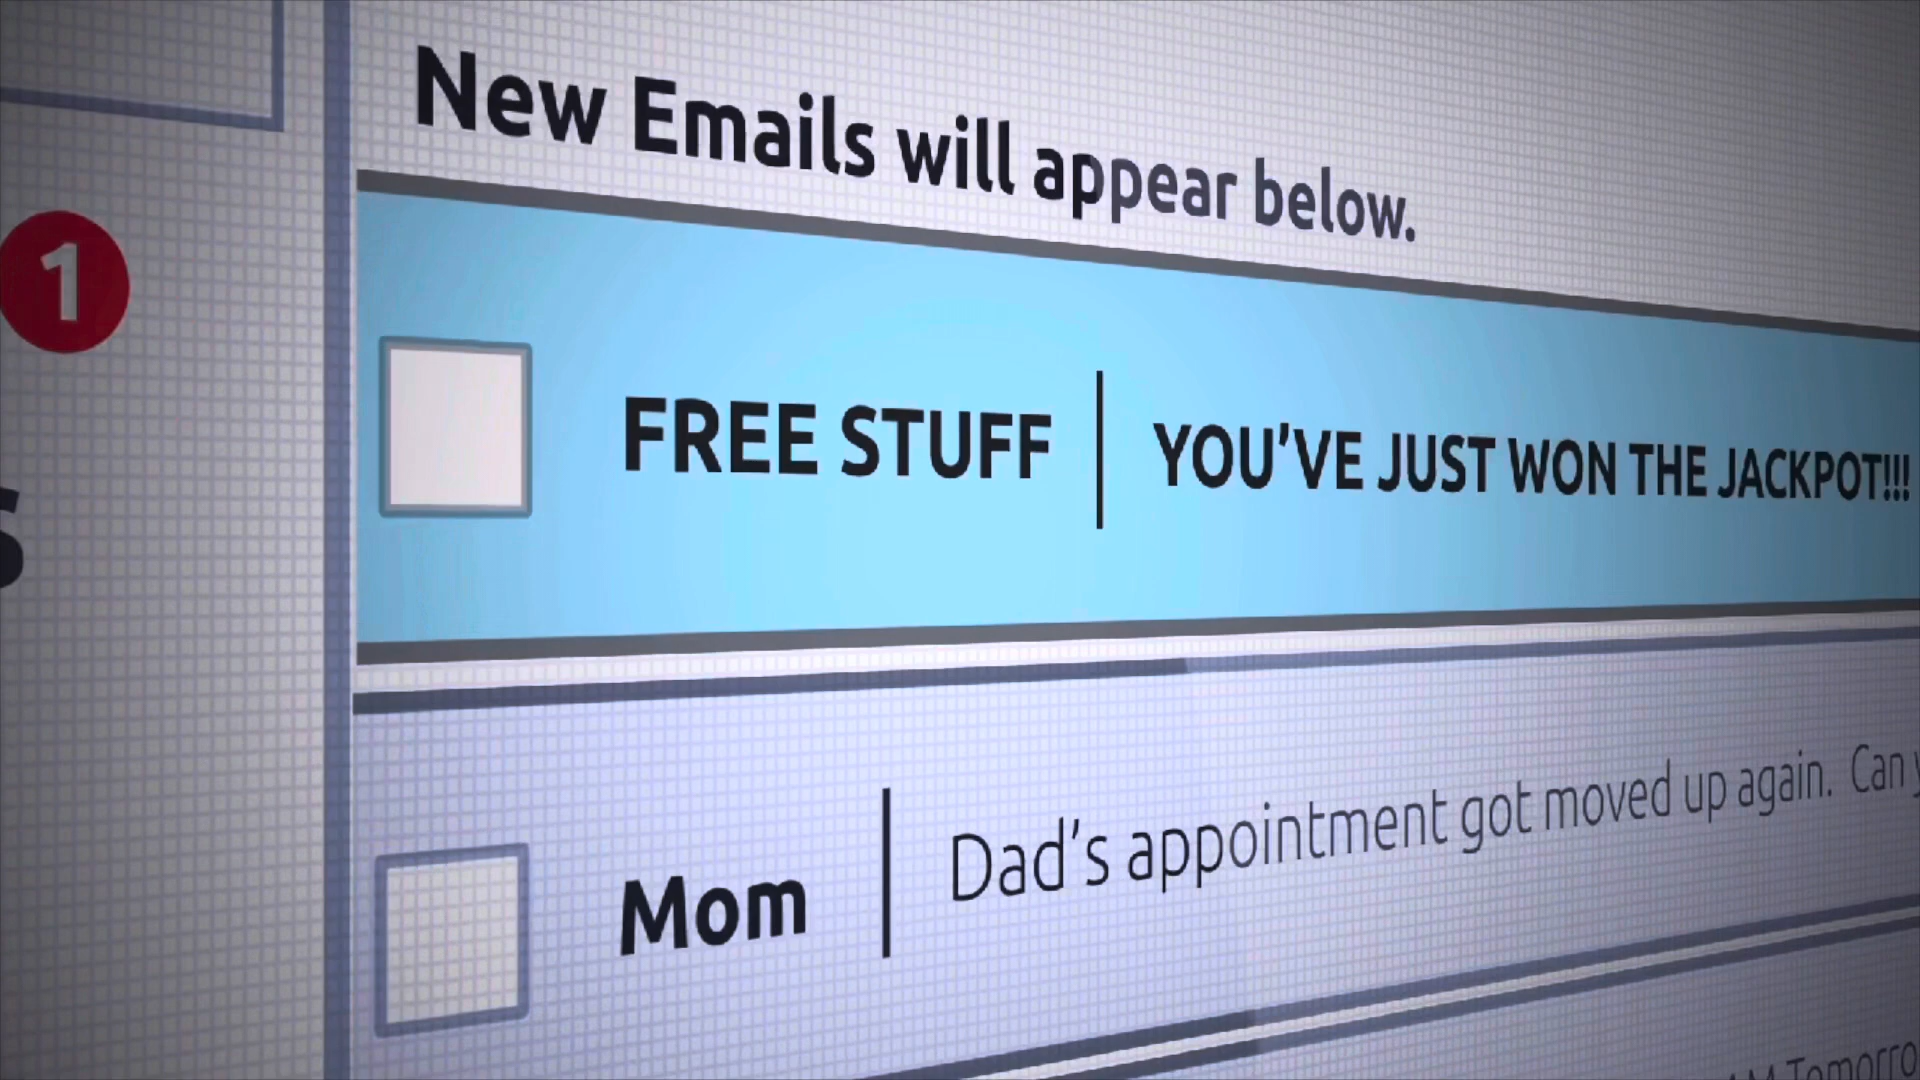 New Emails will appear below.
1
FREE STUFF | YOU'VE JUST WON THE JACKPOT!!!
Mom | Dad's appointment got moved up again. Can
Tomorro